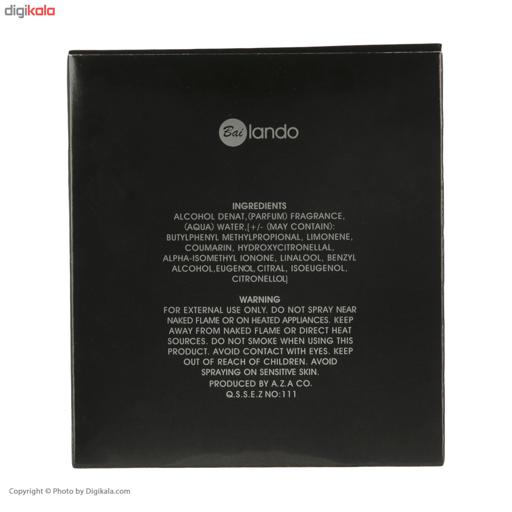 digikala
Bai lando
INGREDIENTS
ALCOHOL DENAT,(PARFUM) FRAGRANCE,
(AQUA) WATER,[+/- (MAY CONTAIN):
BUTYLPHENYL METHYLPROPIONAL, LIMONENE,
COUMARIN, HYDROXYCITRONELLAL,
ALPHA-ISOMETHYL IONONE, LINALOOL, BENZYL
ALCOHOL,EUGENOL, CITRAL, ISOEUGENOL,
CITRONELLOL]
WARNING
FOR EXTERNAL USE ONLY. DO NOT SPRAY NEAR
NAKED FLAME OR ON HEATED APPLIANCES. KEEP
AWAY FROM NAKED FLAME OR DIRECT HEAT
SOURCES. DO NOT SMOKE WHEN USING THIS
PRODUCT. AVOID CONTACT WITH EYES. KEEP
OUT OF REACH OF CHILDREN. AVOID
SPRAYING ON SENSITIVE SKIN.
PRODUCED BY A.Z.A CO.
Q.S.S.E.Z NO:111
Copyright © Photo by Digikala.com